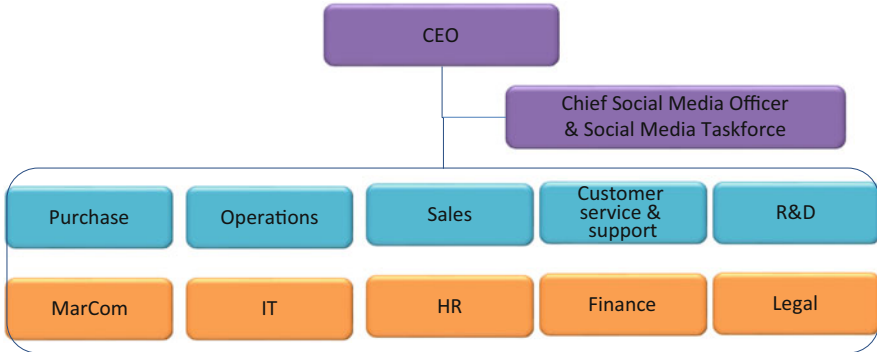 CEO
Chief Social Media Officer
& Social Media Taskforce
Purchase
Operations
Sales
Customer
service &
support
R&D
MarCom
IT
HR
Finance
Legal